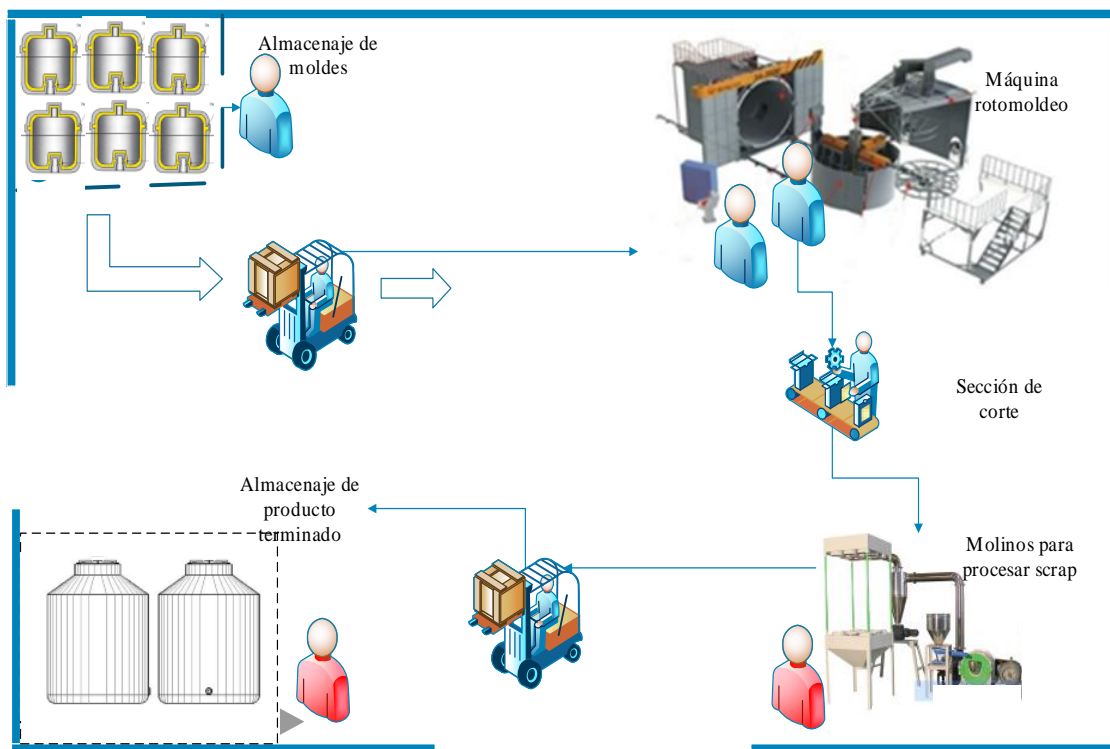 Almacenaje de
moldes
Máquina
rotomoldeo
Sección de
corte
Almacenaje de
producto
terminado
Molinos para
procesar scrap